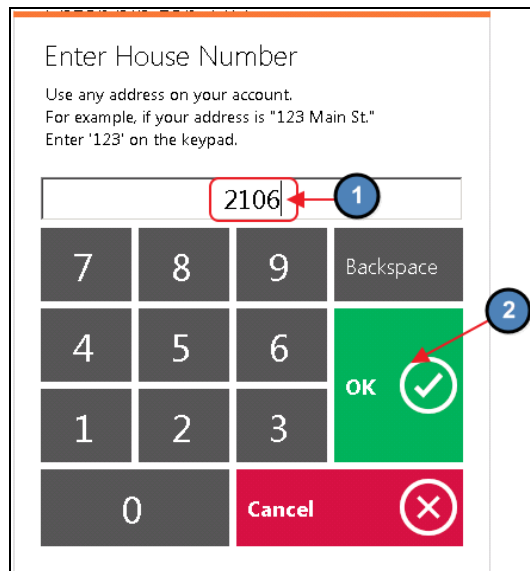 Enter House Number
Use any address on your account.
For example, if your address is "123 Main St."
Enter '123' on the keypad.
2106
1
7 8 9 Backspace
2
4 5 6
OK
1 2 3
0 Cancel